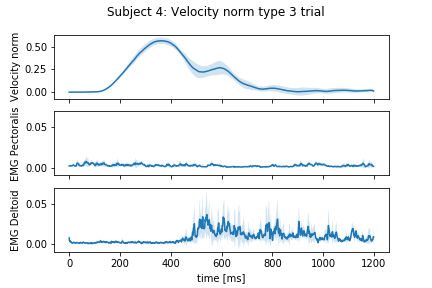 Subject 4: Velocity norm type 3 trial
Velocity norm
0.50
0.25
0.00
EMG Pectoralis
0.05
0.00
EMG Deltoid
0.05
0.00
0 200 400 600 800 1000 1200
time [ms]